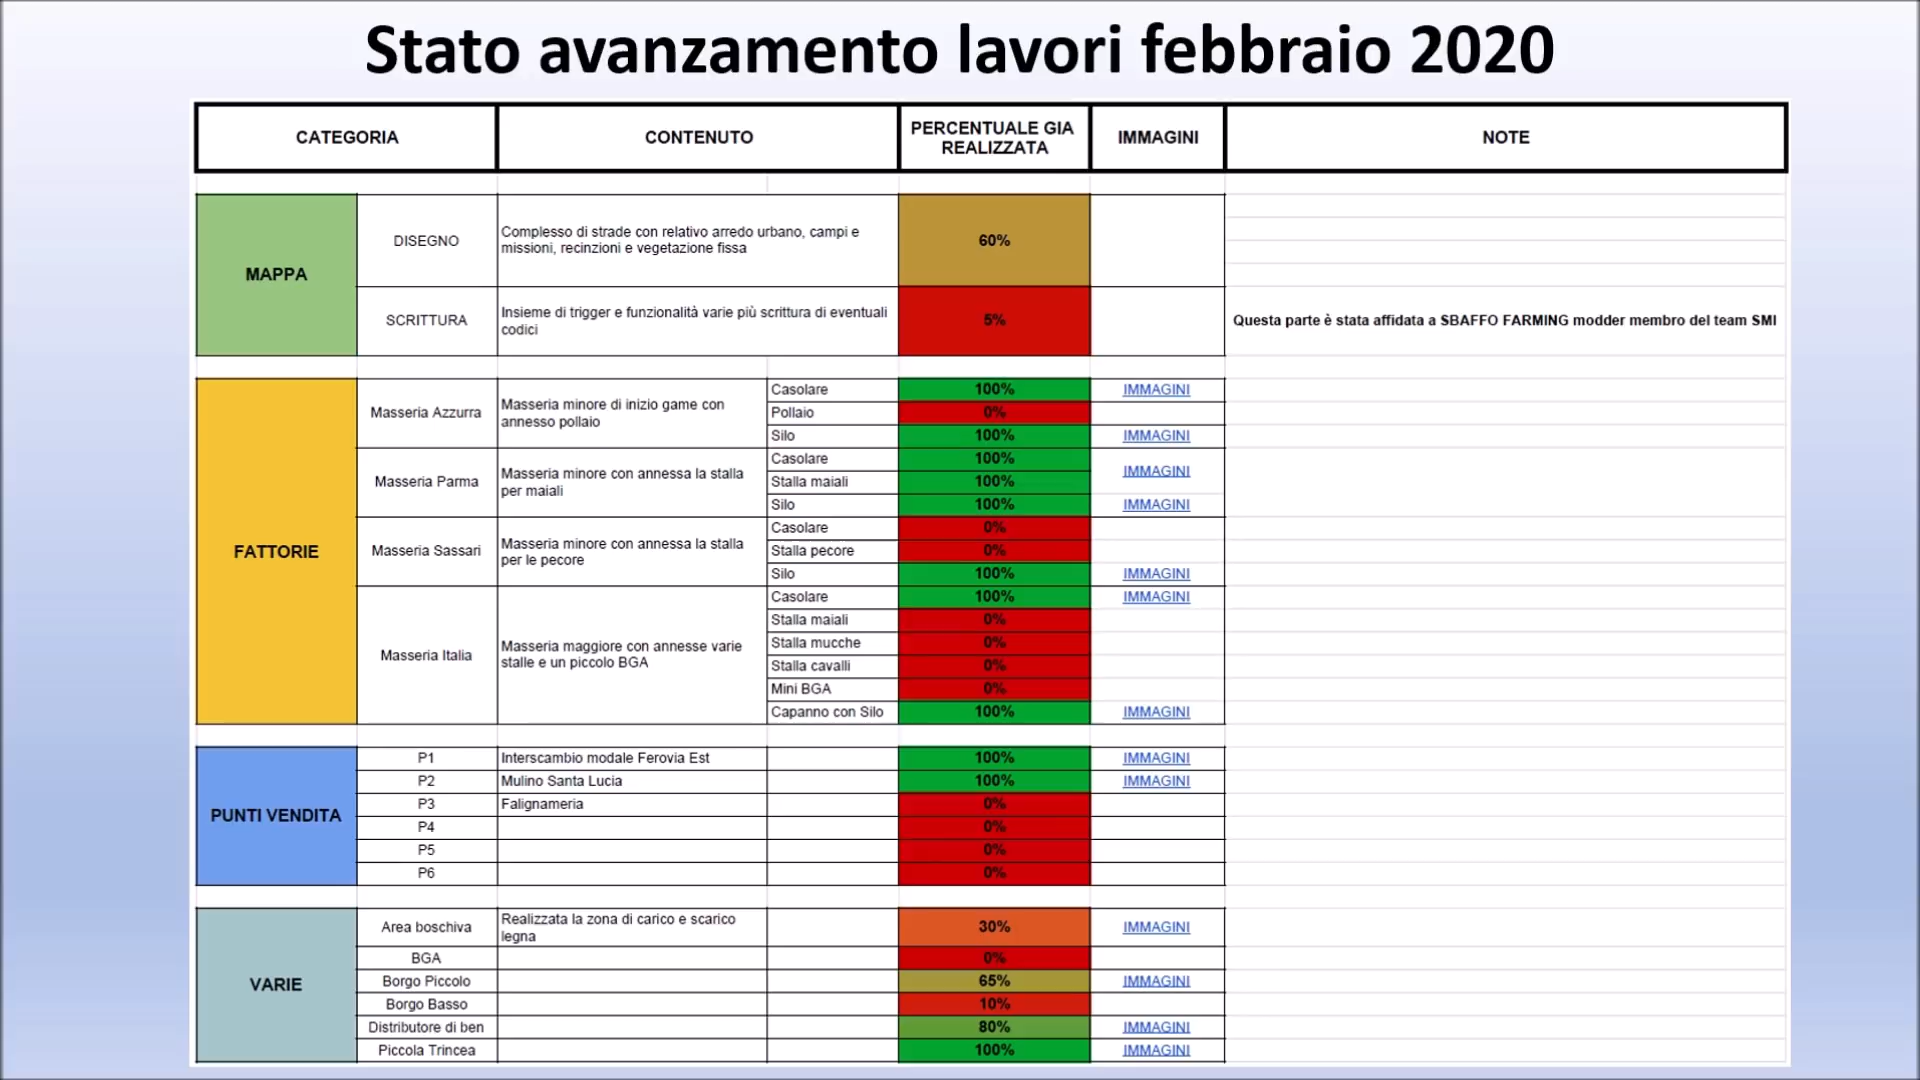 Stato avanzamento lavori febbraio 2020
CATEGORIA
CONTENUTO
PERCENTUALE GIA
REALIZZATA
IMMAGINI
NOTE
MAPPA
DISEGNO
Complesso di strade con relativo arredo urbano, campi e
missioni, recinzioni e vegetazione fissa
60%
SCRITTURA
Insieme di trigger e funzionalità varie più scrittura di eventuali
codici
5%
Questa parte è stata affidata a SBAFFO FARMING modder membro del team SMI
FATTORIE
Masseria Azzurra
Masseria minore di inizio game con
annesso pollaio
Casolare 100% IMMAGINI
Pollaio 0%
Silo 100% IMMAGINI
Masseria Parma
Masseria minore con annessa la stalla
per maiali
Casolare 100%
IMMAGINI
Stalla maiali 100%
Silo 100% IMMAGINI
Masseria Sassari
Masseria minore con annessa la stalla
per le pecore
Casolare 0%
Stalla pecore 0%
Silo 100% IMMAGINI
Masseria Italia
Masseria maggiore con annesse varie
stalle e un piccolo BGA
Casolare 100% IMMAGINI
Stalla maiali 0%
Stalla mucche 0%
Stalla cavalli 0%
Mini BGA 0%
Capanno con Silo 100% IMMAGINI
PUNTI VENDITA
P1 Interscambio modale Ferovia Est 100% IMMAGINI
P2 Mulino Santa Lucia 100% IMMAGINI
P3 Falignameria 0%
P4 0%
P5 0%
P6 0%
VARIE
Area boschiva
Realizzata la zona di carico e scarico
legna
30% IMMAGINI
BGA 0%
Borgo Piccolo 65% IMMAGINI
Borgo Basso 10%
Distributore di ben 80% IMMAGINI
Piccola Trincea 100% IMMAGINI